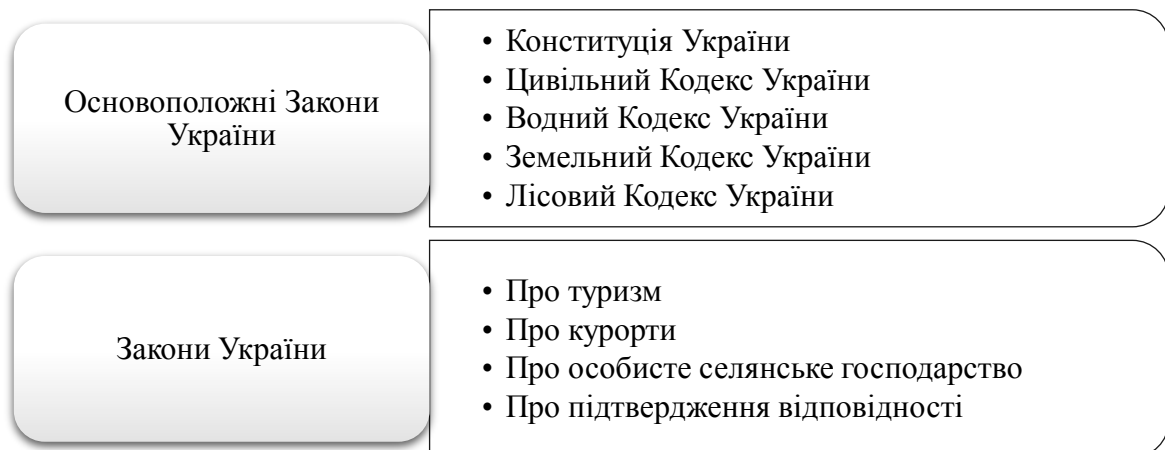 Основоположні Закони
України
• Конституція України
• Цивільний Кодекс України
• Водний Кодекс України
• Земельний Кодекс України
• Лісовий Кодекс України
Закони України
• Про туризм
• Про курорти
• Про особисте селянське господарство
• Про підтвердження відповідності